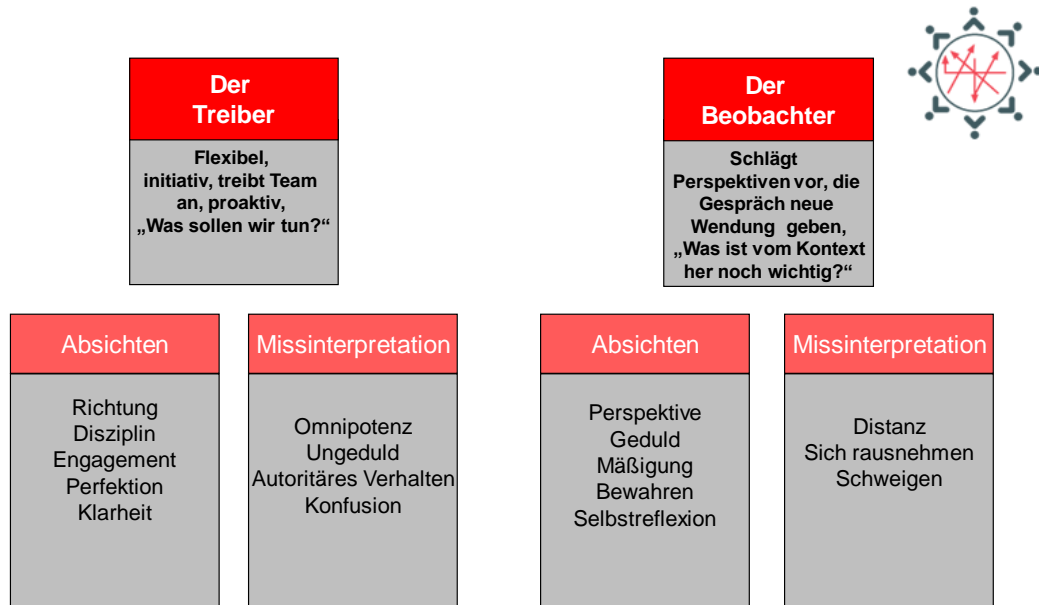 Der
Treiber
Flexibel,
initiativ, treibt Team
an, proaktiv,
„Was sollen wir tun?“
Absichten
Richtung
Disziplin
Engagement
Perfektion
Klarheit
Missinterpretation
Omnipotenz
Ungeduld
Autoritäres Verhalten
Konfusion
Der
Beobachter
Schlägt
Perspektiven vor, die
Gespräch neue
Wendung geben,
„Was ist vom Kontext
her noch wichtig?“
Absichten
Perspektive
Geduld
Mäßigung
Bewahren
Selbstreflexion
Missinterpretation
Distanz
Sich rausnehmen
Schweigen